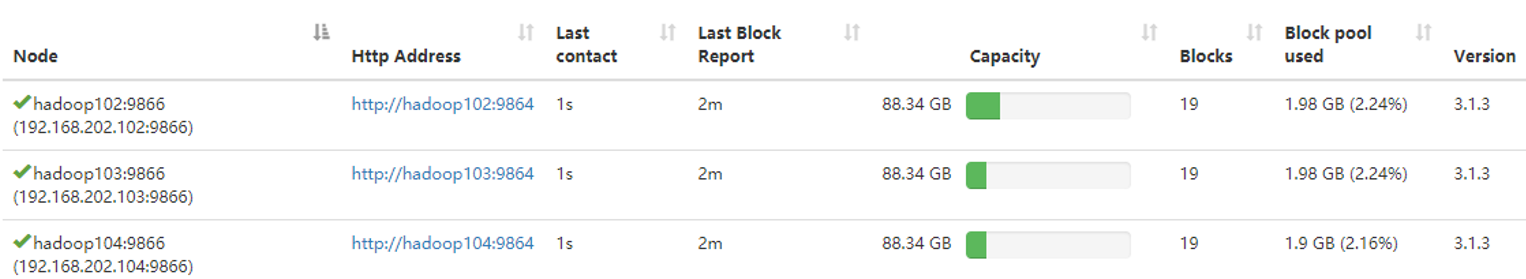 Node Http Address Last contact Last Block Report Capacity Blocks Block pool used Version
hadoop102:9866 http://hadoop102:9864 1s 2m 88.34 GB 19 1.98 GB (2.24%) 3.1.3
(192.168.202.102:9866)
hadoop103:9866 http://hadoop103:9864 1s 2m 88.34 GB 19 1.98 GB (2.24%) 3.1.3
(192.168.202.103:9866)
hadoop104:9866 http://hadoop104:9864 1s 2m 88.34 GB 19 1.9 GB (2.16%) 3.1.3
(192.168.202.104:9866)